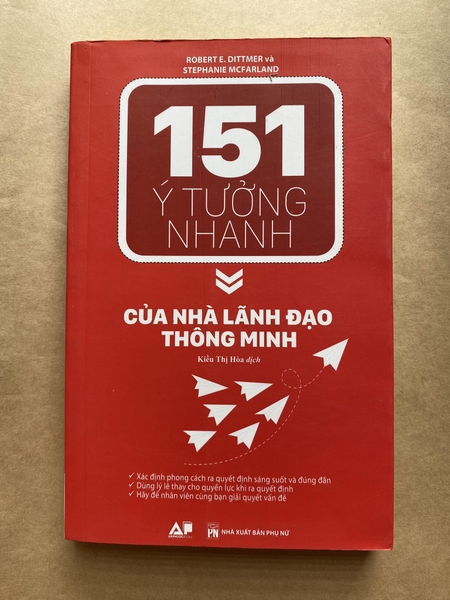 ROBERT E. DITTMER và
STEPHANIE MCFARLAND
151
Ý TƯỞNG
NHANH
CỦA NHÀ LÃNH ĐẠO
THÔNG MINH
Kiều Thị Hòa dịch
✓ Xác định phong cách ra quyết định sáng suốt và đúng đắn
✓ Dùng lý lẽ thay cho quyền lực khi ra quyết định
✓ Hãy để nhân viên cùng bạn giải quyết vấn đề
PN
NHÀ XUẤT BẢN PHỤ NỮ